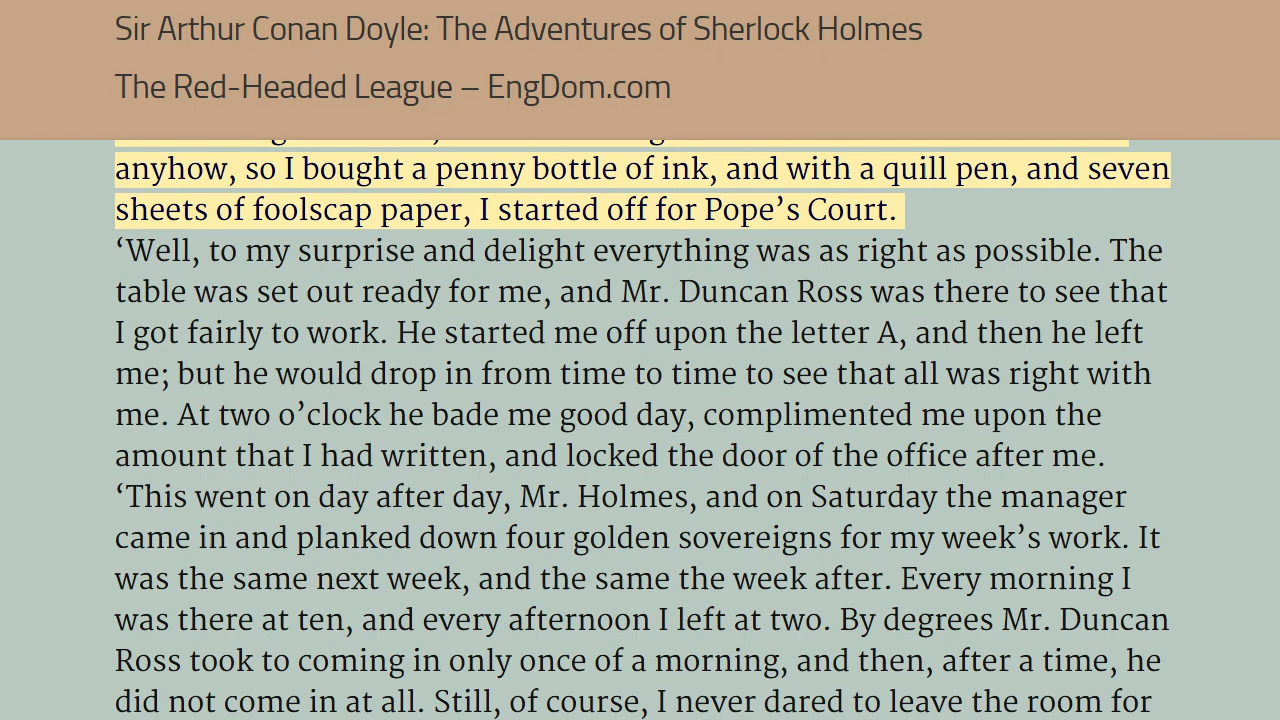 Sir Arthur Conan Doyle: The Adventures of Sherlock Holmes
The Red-Headed League – EngDom.com
anyhow, so I bought a penny bottle of ink, and with a quill pen, and seven
sheets of foolscap paper, I started off for Pope’s Court.
‘Well, to my surprise and delight everything was as right as possible. The
table was set out ready for me, and Mr. Duncan Ross was there to see that
I got fairly to work. He started me off upon the letter A, and then he left
me; but he would drop in from time to time to see that all was right with
me. At two o’clock he bade me good day, complimented me upon the
amount that I had written, and locked the door of the office after me.
‘This went on day after day, Mr. Holmes, and on Saturday the manager
came in and planked down four golden sovereigns for my week’s work. It
was the same next week, and the same the week after. Every morning I
was there at ten, and every afternoon I left at two. By degrees Mr. Duncan
Ross took to coming in only once of a morning, and then, after a time, he
did not come in at all. Still, of course, I never dared to leave the room for